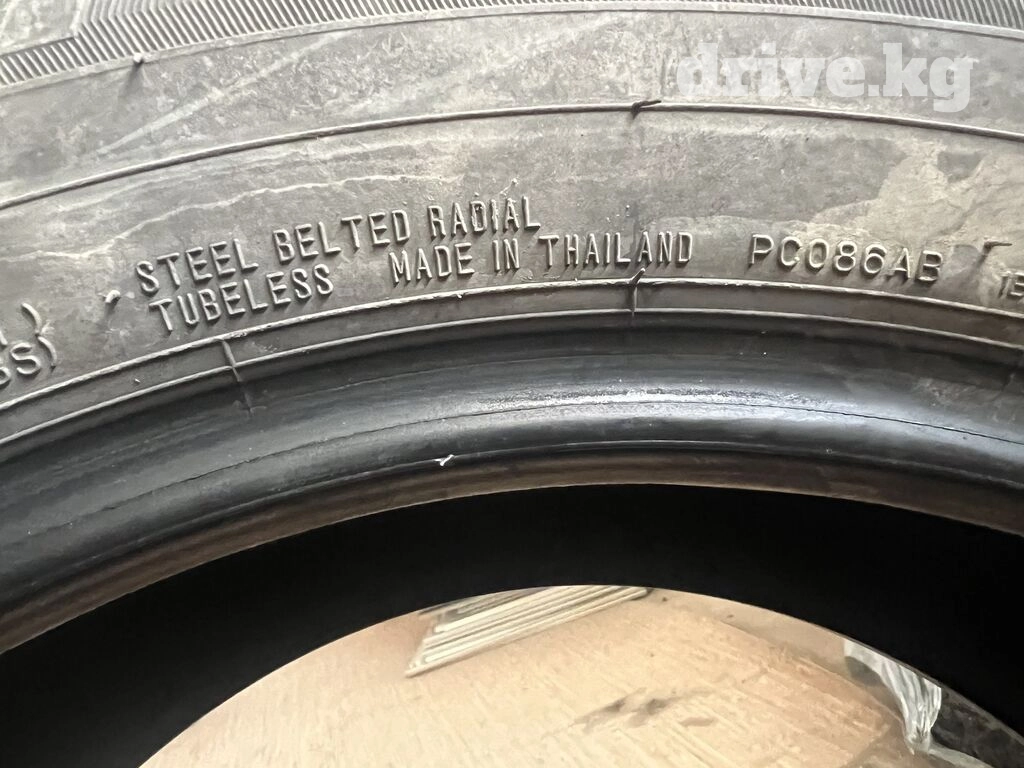 drive.kg
STEEL BELTED RADIAL
TUBELESS MADE IN THAILAND PC086AB